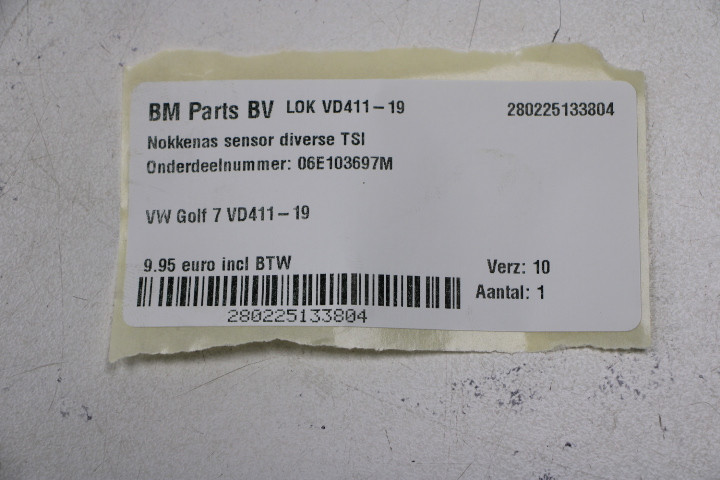 BM Parts BV LOK VD411-19 280225133804
Nokkenas sensor diverse TSI
Onderdeelnummer: 06E103697M
VW Golf 7 VD411-19
9.95 euro incl BTW Verz: 10
Aantal: 1
280225133804